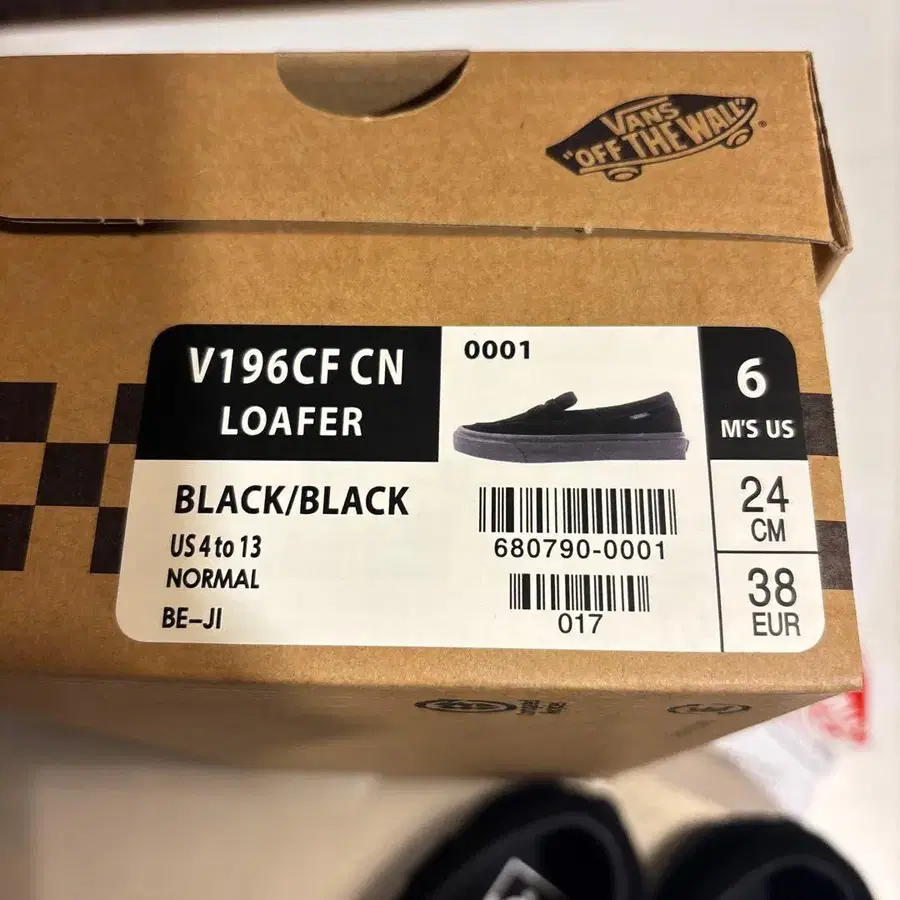 VANS
"OFF THE WALL"
V196CF CN
LOAFER
0001
6
M'S US
BLACK/BLACK
US 4 to 13
NORMAL
BE-JI
680790-0001
017
24
CM
38
EUR